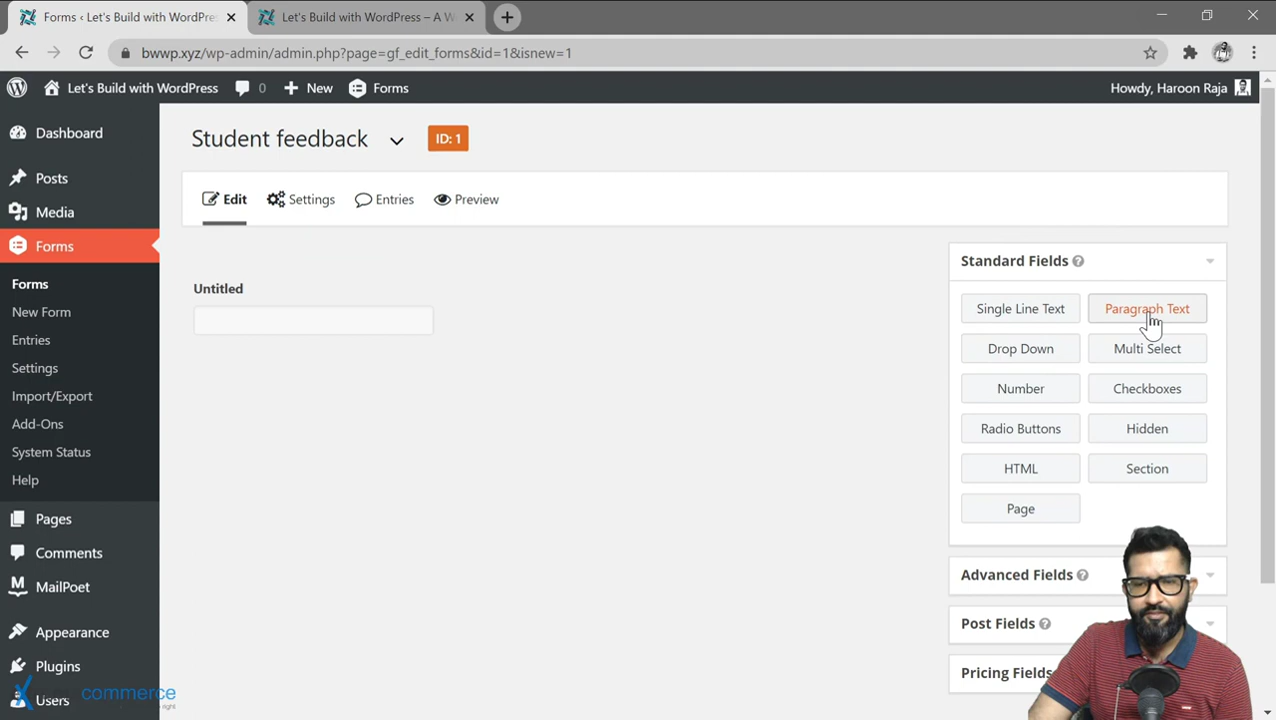 Forms ‹ Let's Build with WordPres
Let's Build with WordPress – A W
bwwp.xyz/wp-admin/admin.php?page=gf_edit_forms&id=1&isnew=1
Let's Build with WordPress
0
New
Forms
Howdy, Haroon Raja
Dashboard
Posts
Media
Forms
Forms
New Form
Entries
Settings
Import/Export
Add-Ons
System Status
Help
Pages
Comments
MailPoet
Appearance
Plugins
Users
Student feedback
ID: 1
Edit
Settings
Entries
Preview
Untitled
Standard Fields
Single Line Text
Paragraph Text
Drop Down
Multi Select
Number
Checkboxes
Radio Buttons
Hidden
HTML
Section
Page
Advanced Fields
Post Fields
Pricing Fields
commerce
right